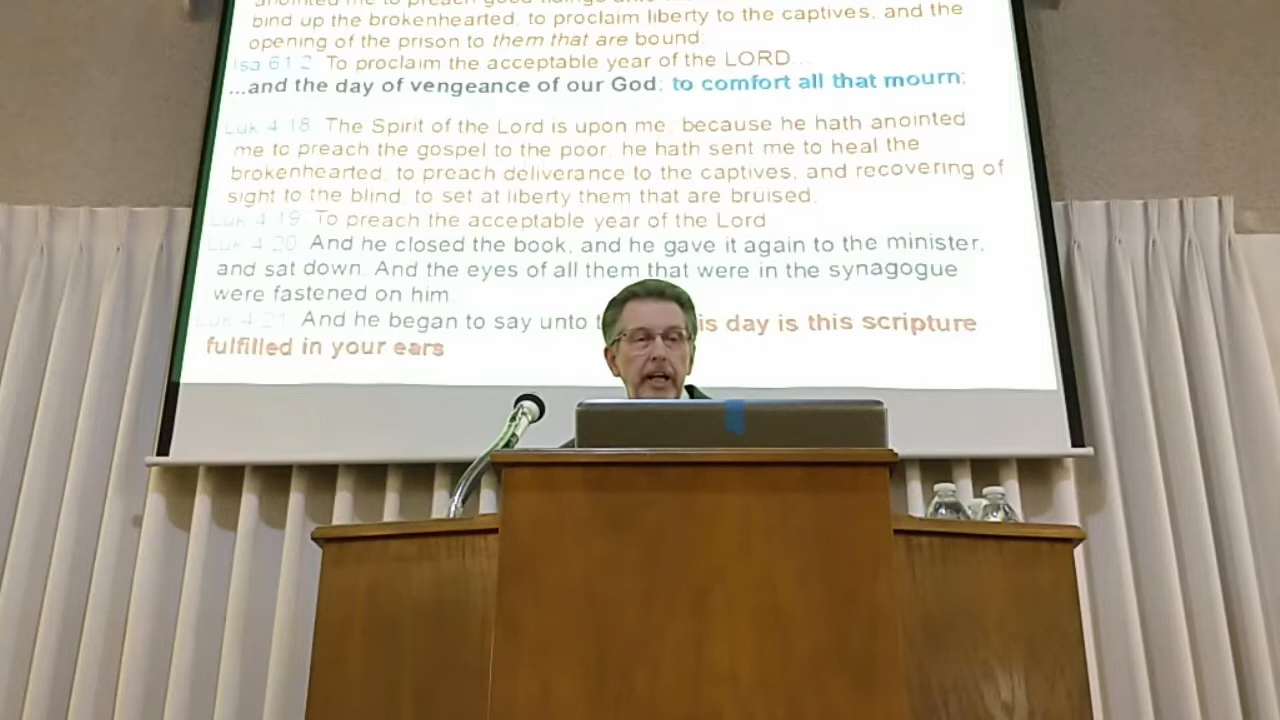 anointed me to preach good tidings unto
bind up the brokenhearted, to proclaim liberty to the captives, and the
opening of the prison to them that are bound;
Isa 61:2 To proclaim the acceptable year of the LORD...
...and the day of vengeance of our God; to comfort all that mourn;
Luk 4:18 The Spirit of the Lord is upon me, because he hath anointed
me to preach the gospel to the poor; he hath sent me to heal the
brokenhearted, to preach deliverance to the captives, and recovering of
sight to the blind, to set at liberty them that are bruised,
Luk 4:19 To preach the acceptable year of the Lord
Luk 4:20 And he closed the book, and he gave it again to the minister,
and sat down. And the eyes of all them that were in the synagogue
were fastened on him.
Luk 4:21 And he began to say unto is day is this scripture
fulfilled in your ears